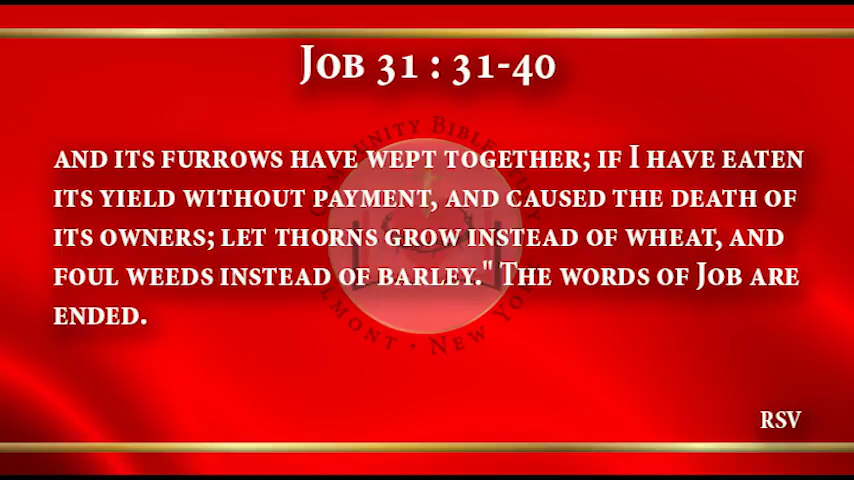 Job 31 : 31-40
and its furrows have wept together; if I have eaten
its yield without payment, and caused the death of
its owners; let thorns grow instead of wheat, and
foul weeds instead of barley." The words of Job are
ended.
RSV